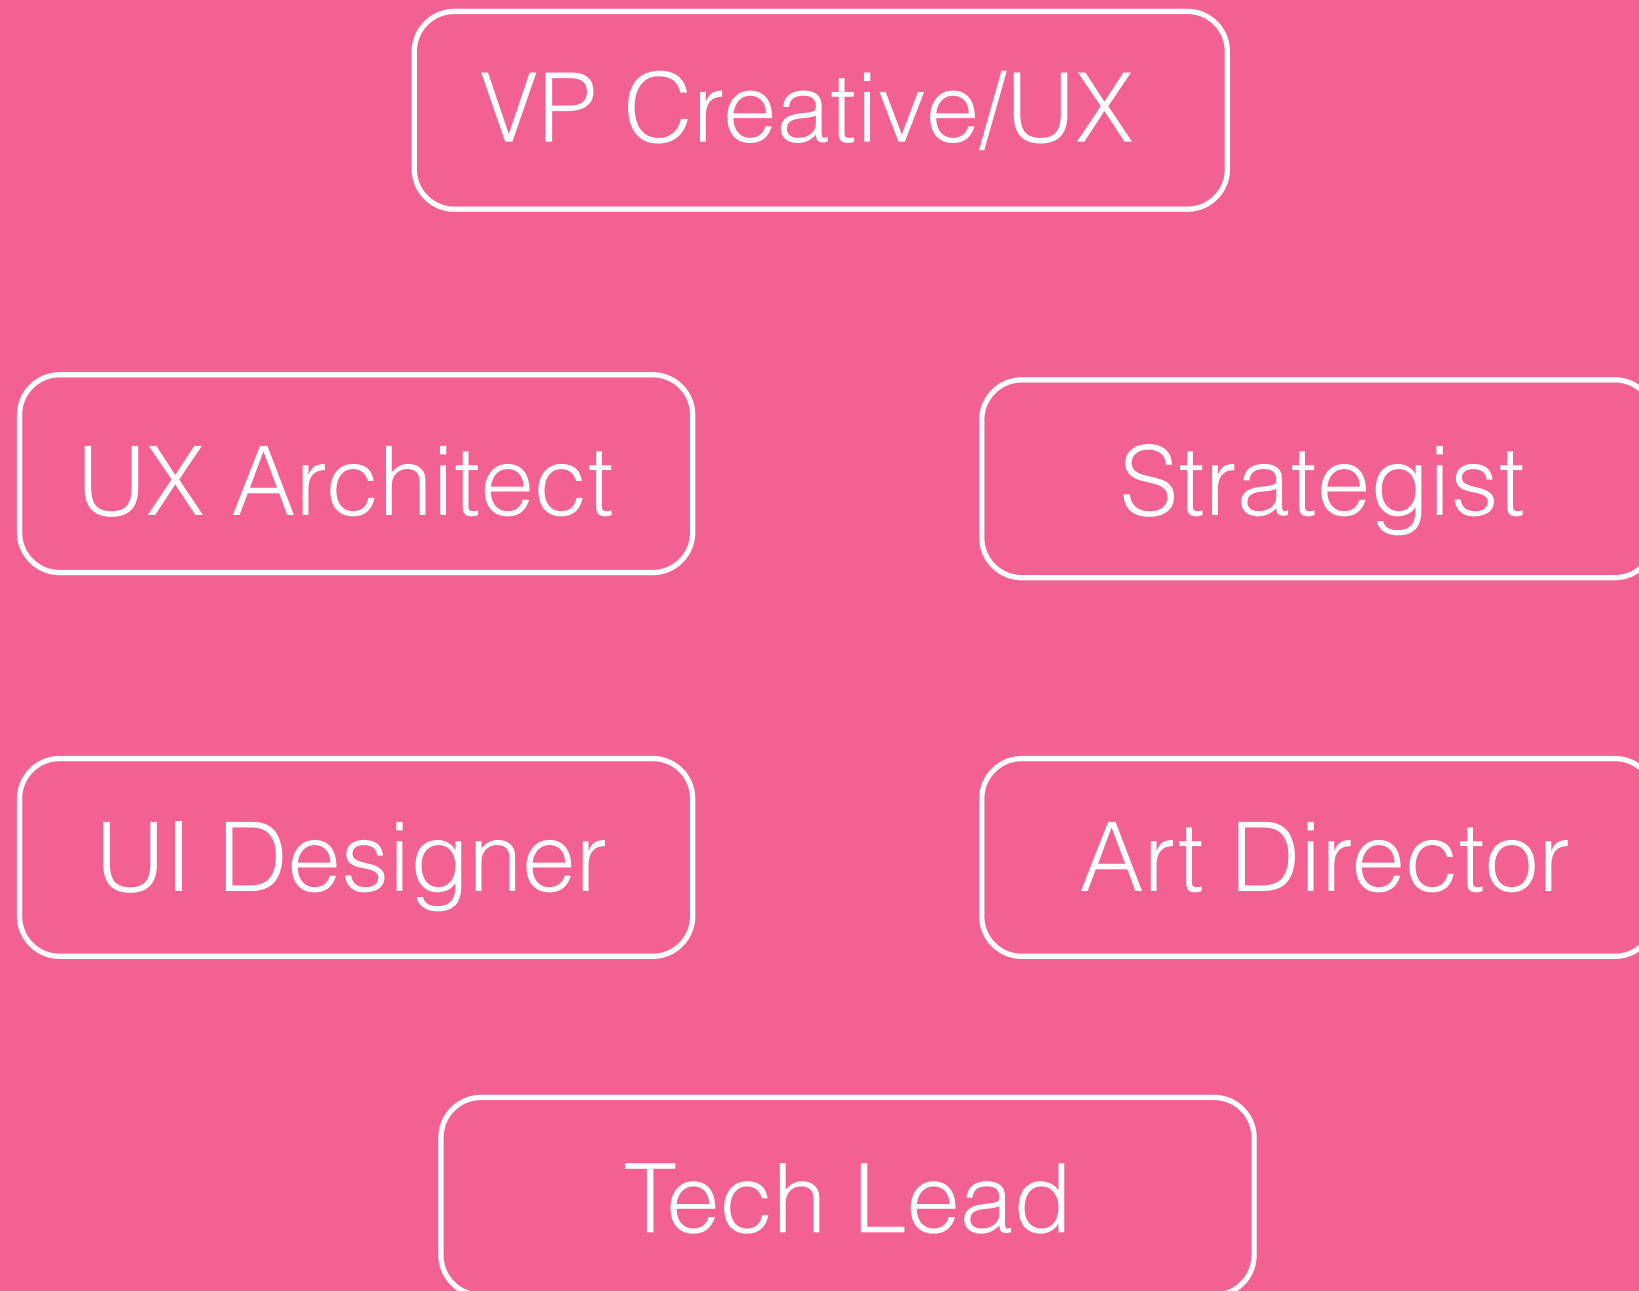 VP Creative/UX
UX Architect
Strategist
UI Designer
Art Director
Tech Lead